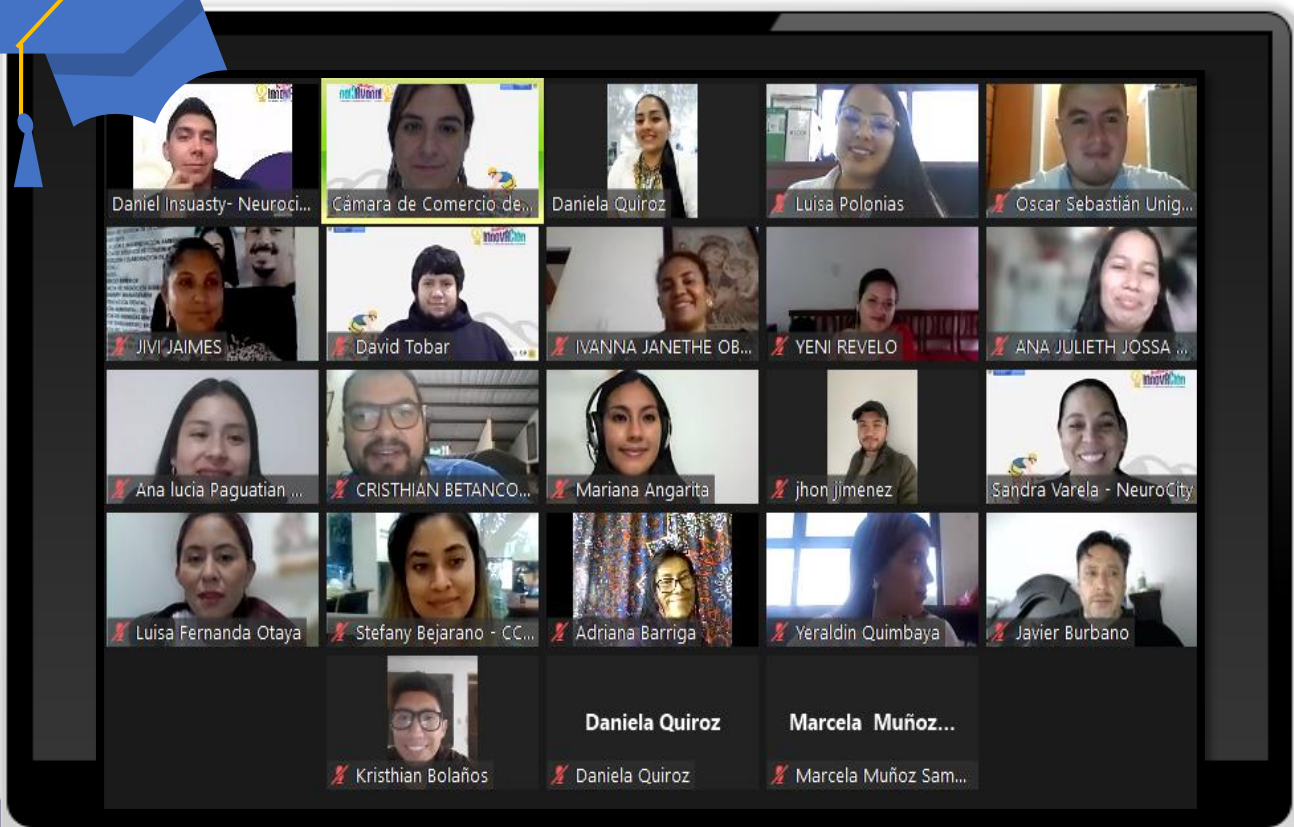 Daniel Insuasty- Neuroci...
Cámara de Comercio de...
Daniela Quiroz
Luisa Polonias
Oscar Sebastián Unig...
JIVI JAIMES
InnoVACión
David Tobar
IVANNA JANETHE OB...
YENI REVELO
ANA JULIETH JOSSA ...
Ana lucia Paguatian ...
CRISTHIAN BETANCO...
Mariana Angarita
jhon jimenez
InnoVACión
Sandra Varela - NeuroCity
Luisa Fernanda Otaya
Stefany Bejarano - CC...
Adriana Barriga
Yeraldin Quimbaya
Javier Burbano
Kristhian Bolaños
Daniela Quiroz
Daniela Quiroz
Marcela Muñoz...
Marcela Muñoz Sam...